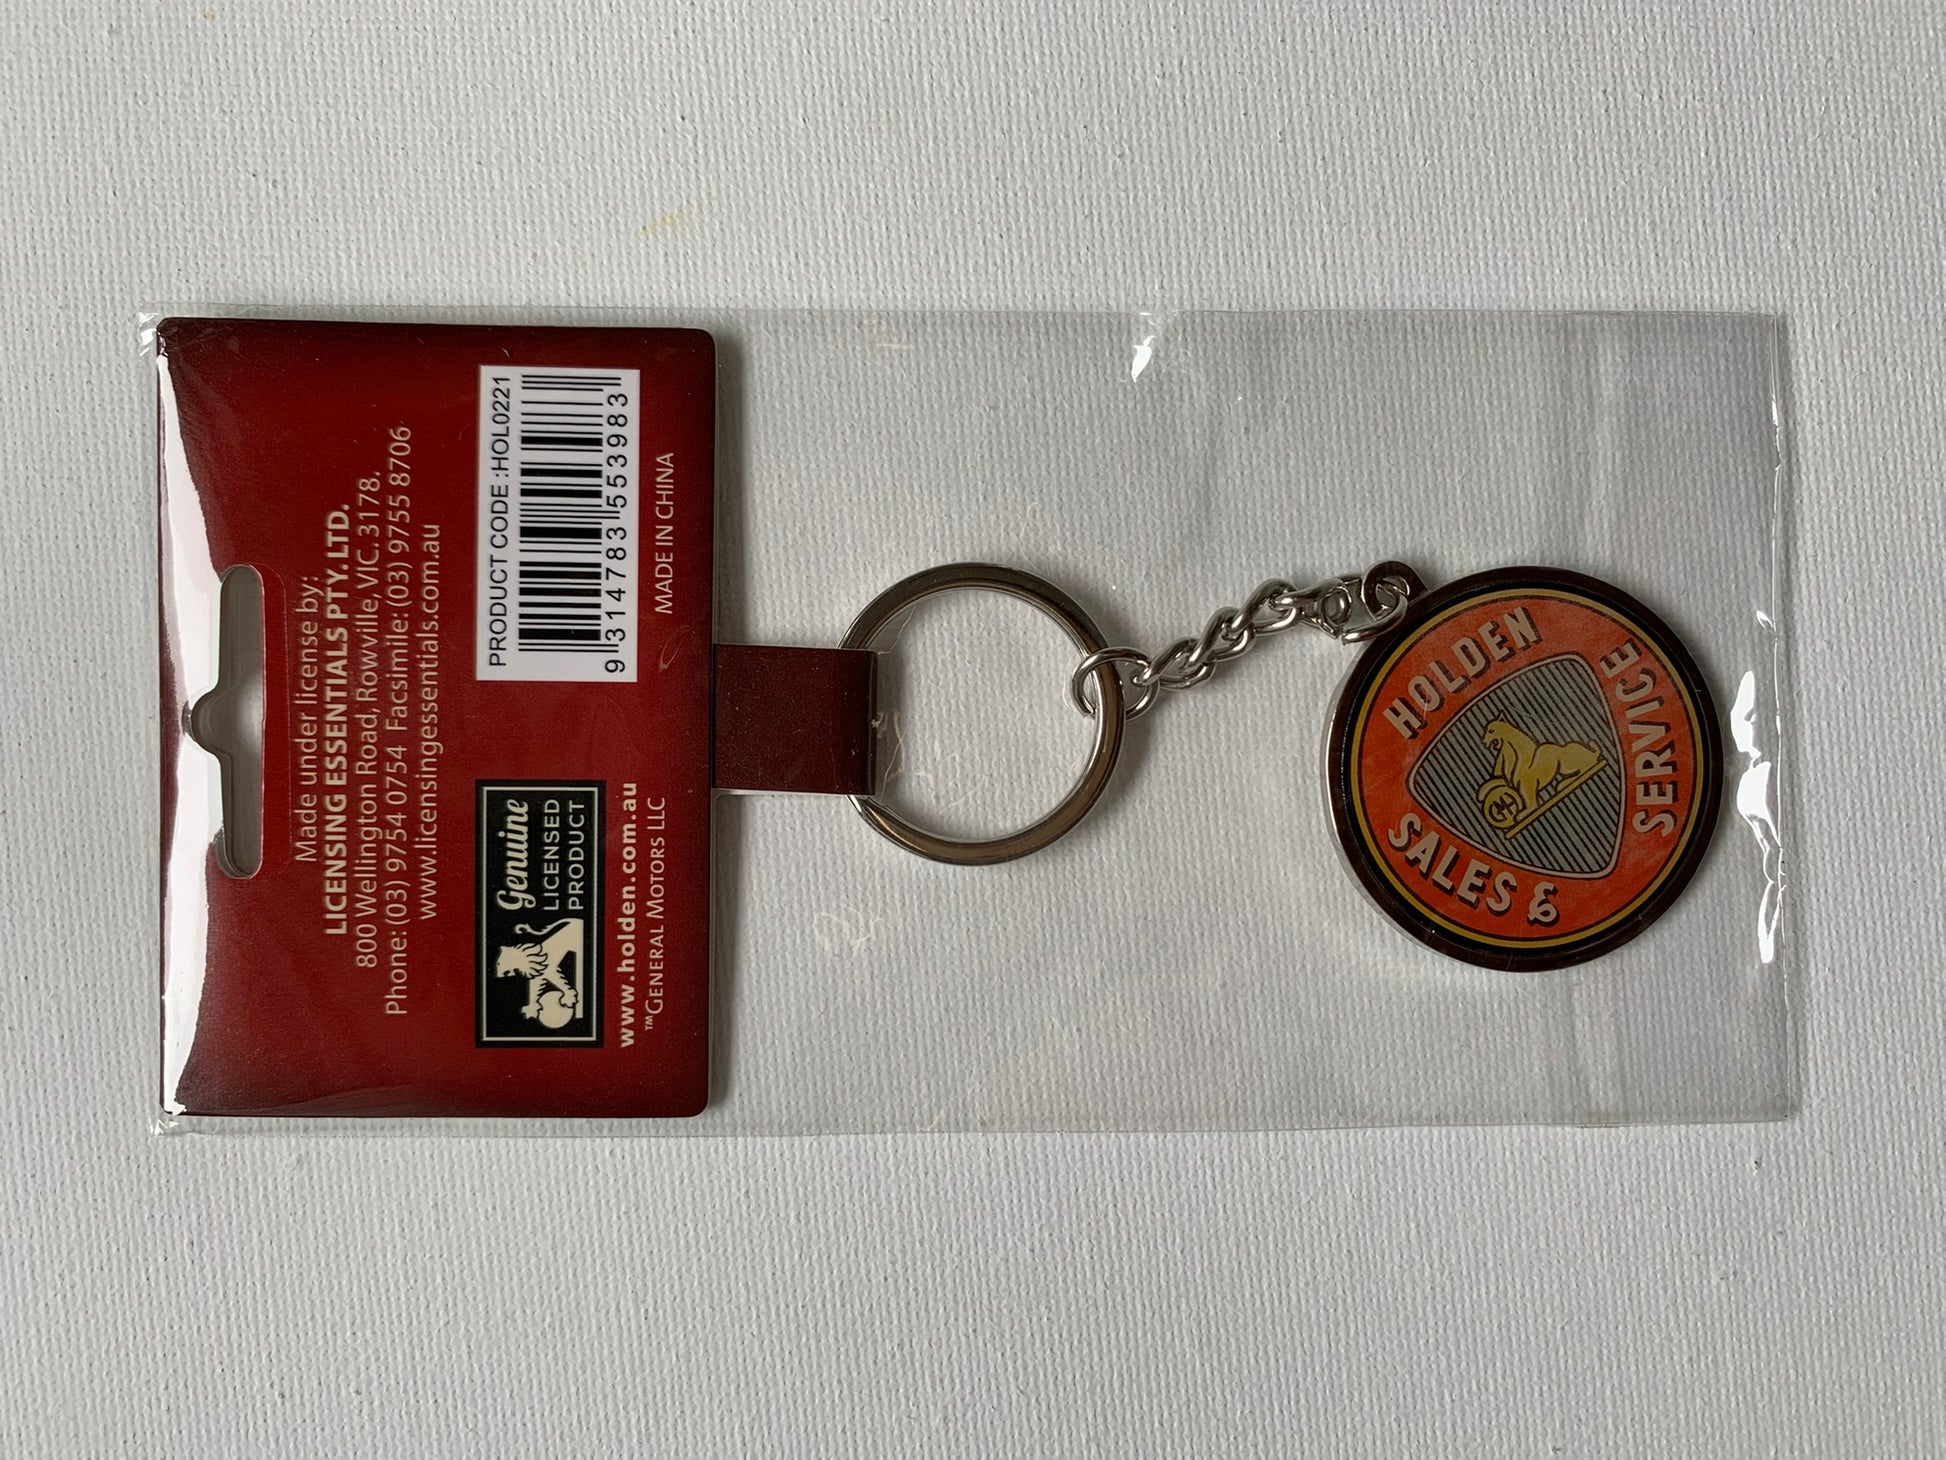 Made under license by:
LICENSING ESSENTIALS PTY. LTD.
800 Wellington Road, Rowville, VIC. 3178.
Phone: (03) 9754 0754 Facsimile: (03) 9755 8706
www.licensingessentials.com.au
Genuine
LICENSED
PRODUCT
www.holden.com.au
™GENERAL MOTORS LLC
PRODUCT CODE :HOL0221
9 314783 553983
MADE IN CHINA
HOLDEN
SALES &
SERVICE